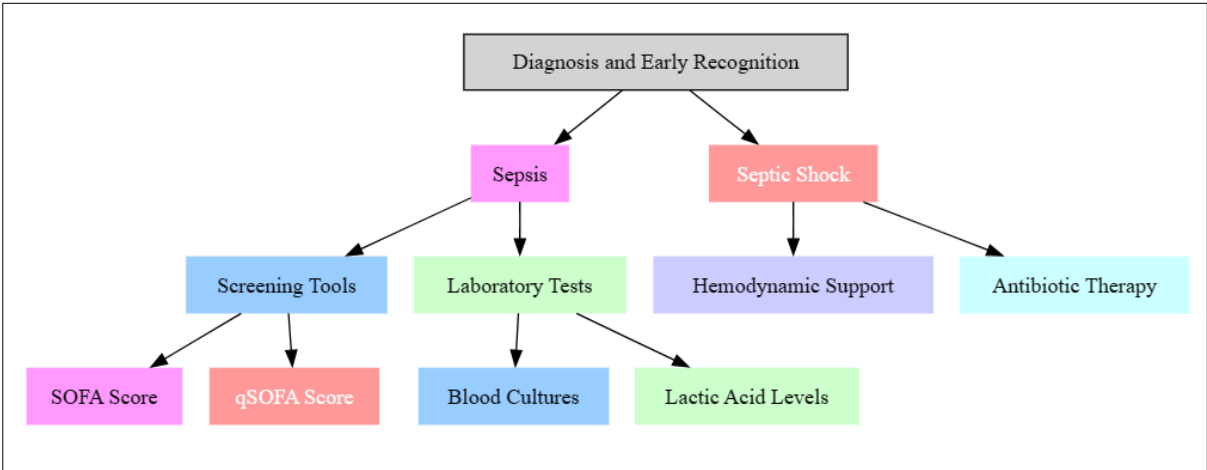 Diagnosis and Early Recognition
Sepsis
Septic Shock
Screening Tools
Laboratory Tests
Hemodynamic Support
Antibiotic Therapy
SOFA Score
qSOFA Score
Blood Cultures
Lactic Acid Levels